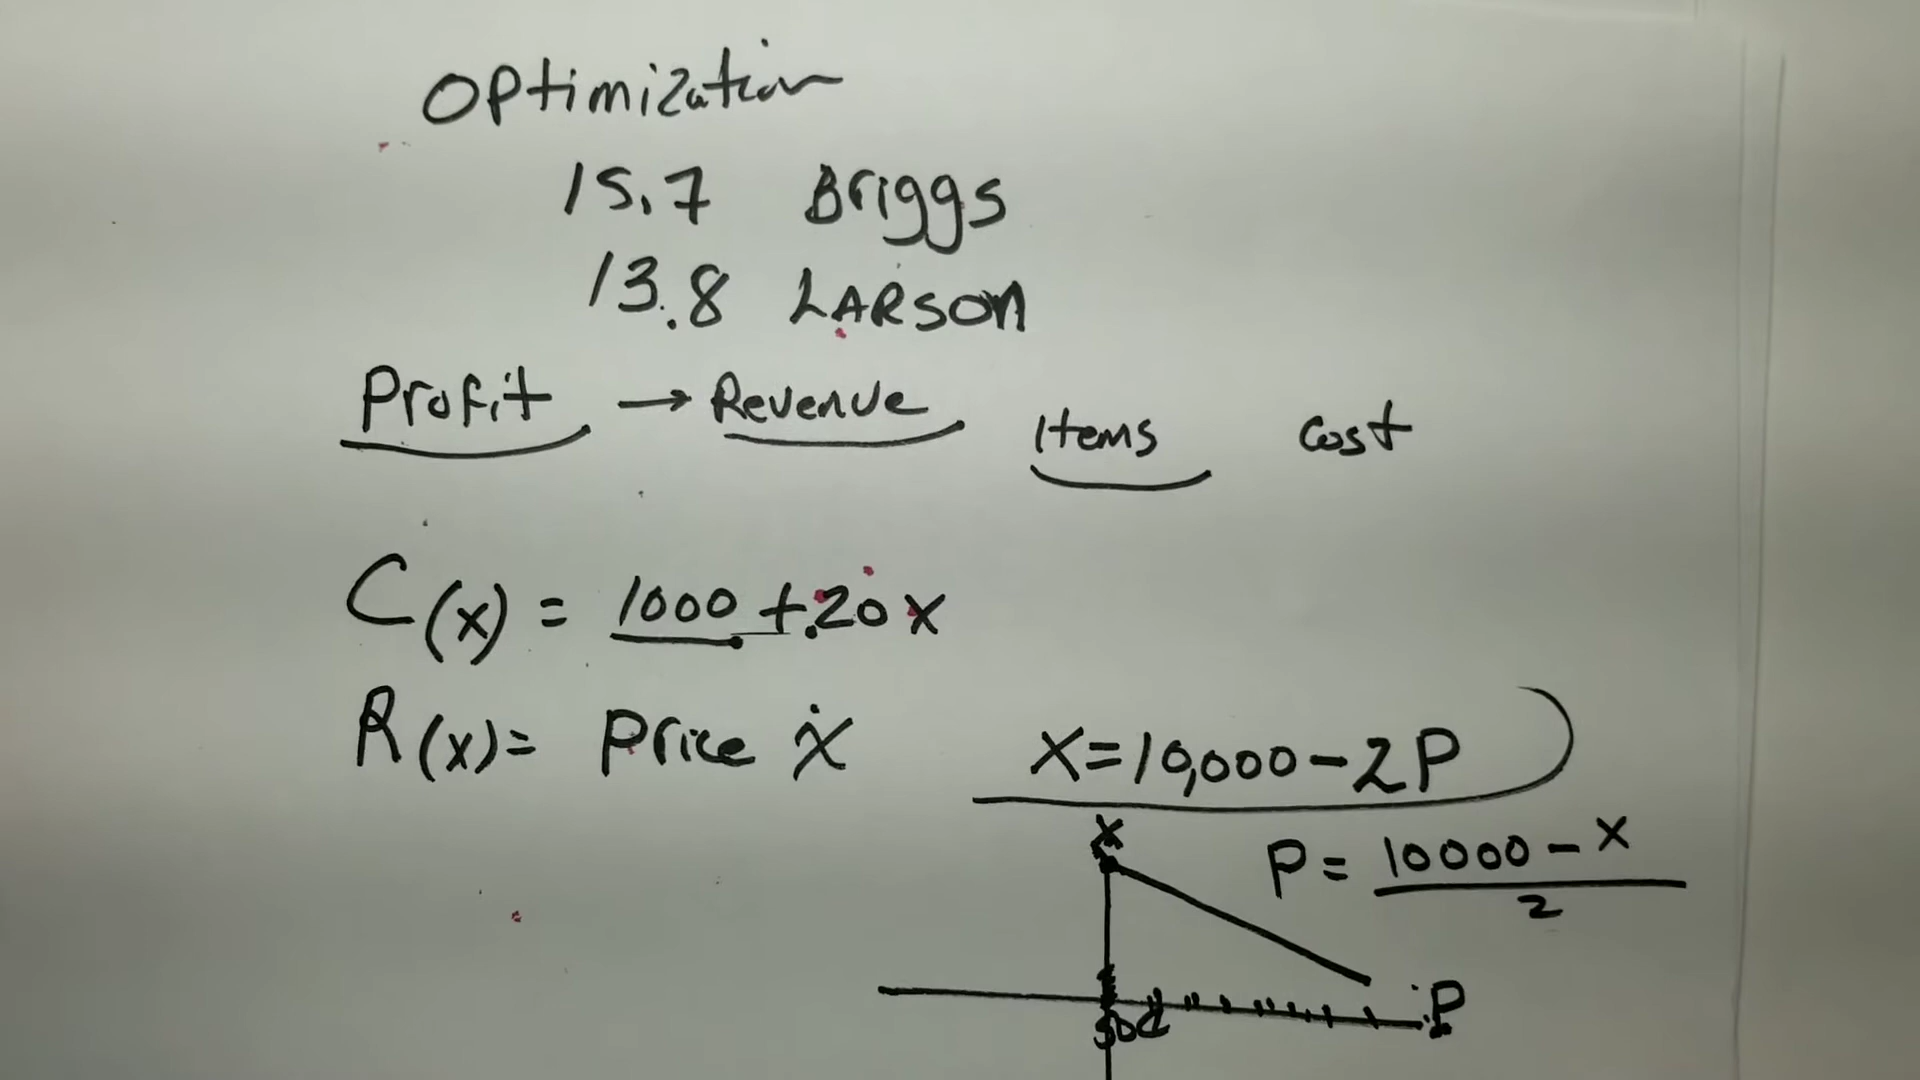 Optimization
15.7 Briggs
13.8 LARSON
Profit → Revenue Items Cost
C(x) = 1000 + .20x
R(x) = Price x
X = 10,000 - 2P
X
P = 10000 - x / 2
P